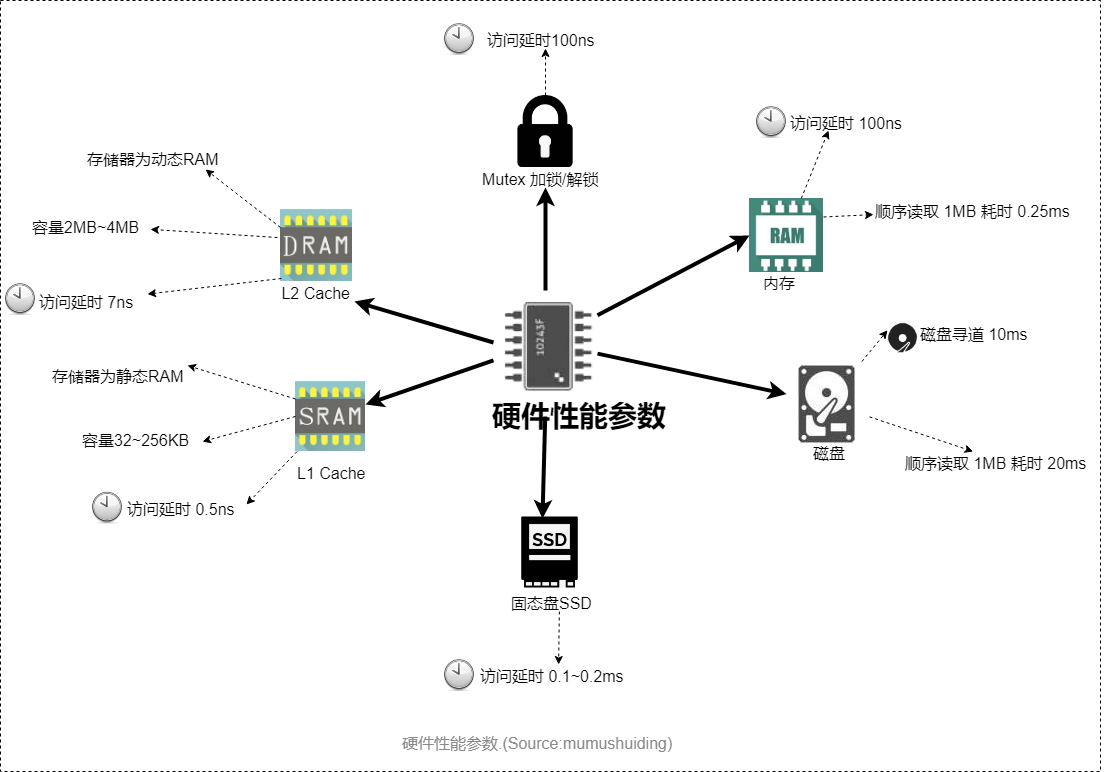 访问延时100ns
Mutex 加锁/解锁
访问延时 100ns
顺序读取 1MB 耗时 0.25ms
RAM
内存
存储器为动态RAM
容量2MB~4MB
访问延时 7ns
DRAM
L2 Cache
10243F
硬件性能参数
磁盘寻道 10ms
磁盘
顺序读取 1MB 耗时 20ms
存储器为静态RAM
容量32~256KB
访问延时 0.5ns
SRAM
L1 Cache
SSD
固态盘SSD
访问延时 0.1~0.2ms
硬件性能参数.(Source:mumushuiding)